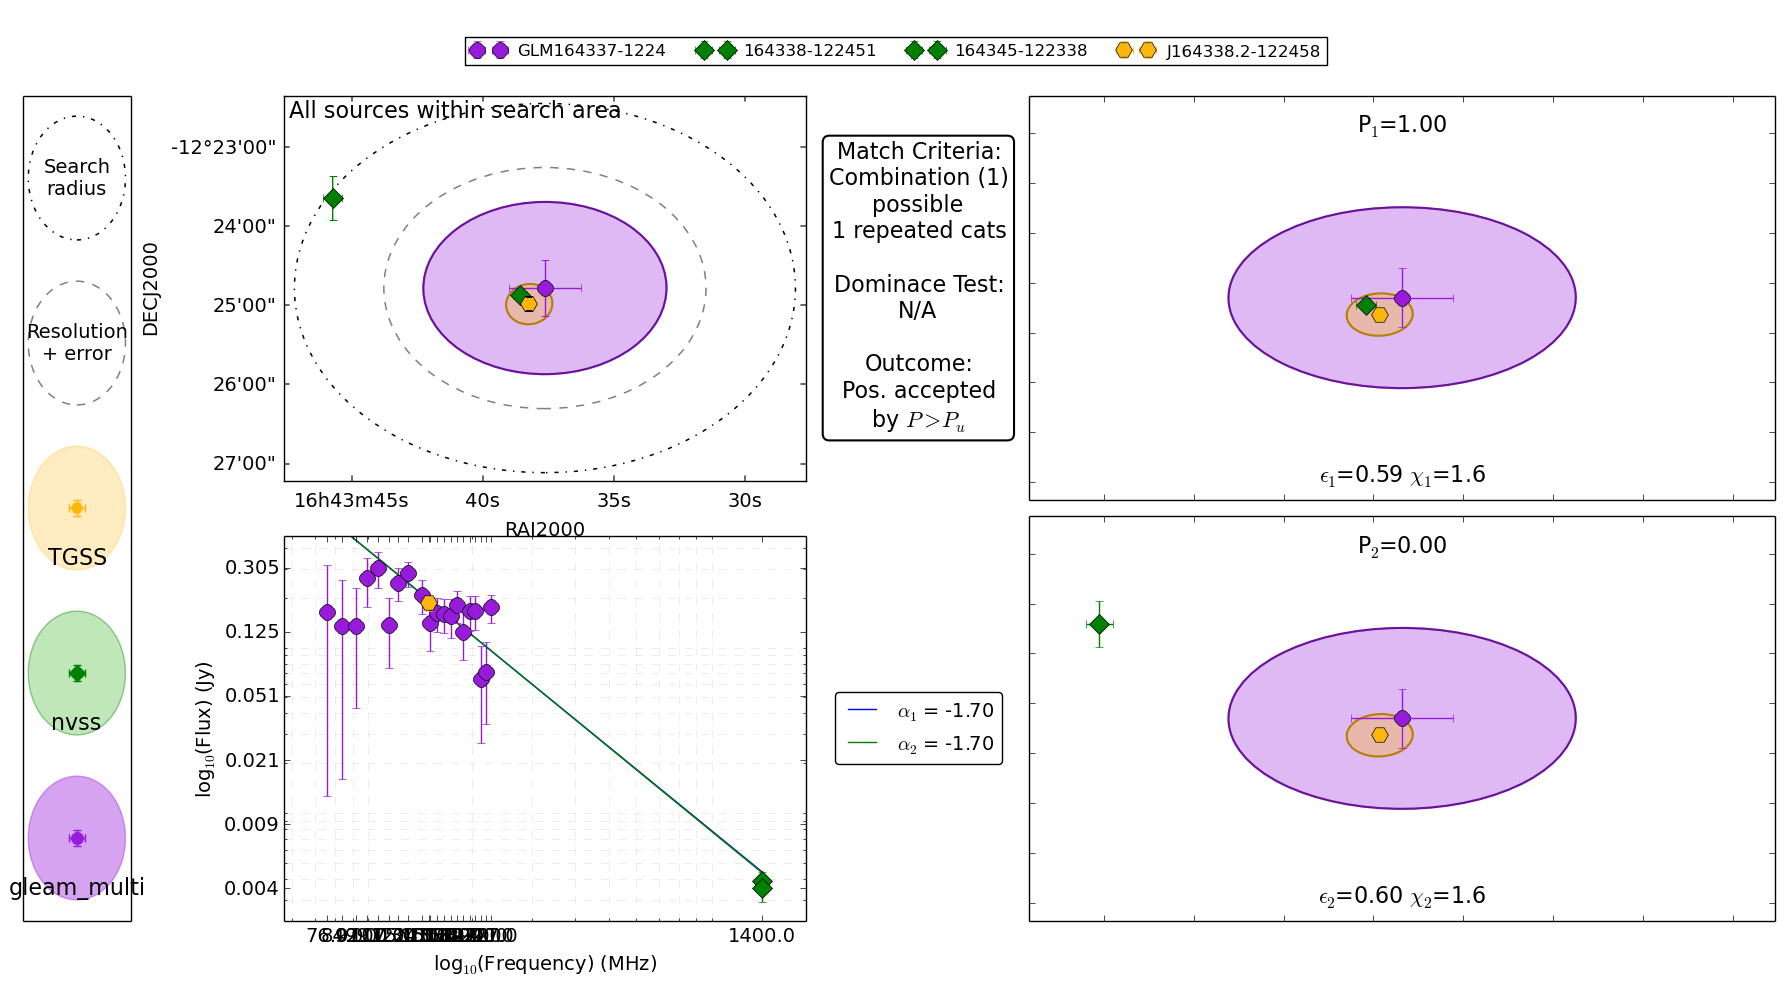 GLM164337-1224 164338-122451 164345-122338 J164338.2-122458
Search
radius
Resolution
+ error
TGSS
nvss
gleam_multi
All sources within search area
DECJ2000
-12°23'00"
24'00"
25'00"
26'00"
27'00"
16h43m45s 40s 35s 30s
RAJ2000
Match Criteria:
Combination (1)
possible
1 repeated cats
Dominace Test:
N/A
Outcome:
Pos. accepted
by P>Pᵤ
P₁=1.00
ϵ₁=0.59 χ₁=1.6
P₂=0.00
ϵ₂=0.60 χ₂=1.6
log₁₀(Flux) (Jy)
0.305
0.125
0.051
0.021
0.009
0.004
1400.0
log₁₀(Frequency) (MHz)
α₁ = -1.70
α₂ = -1.70